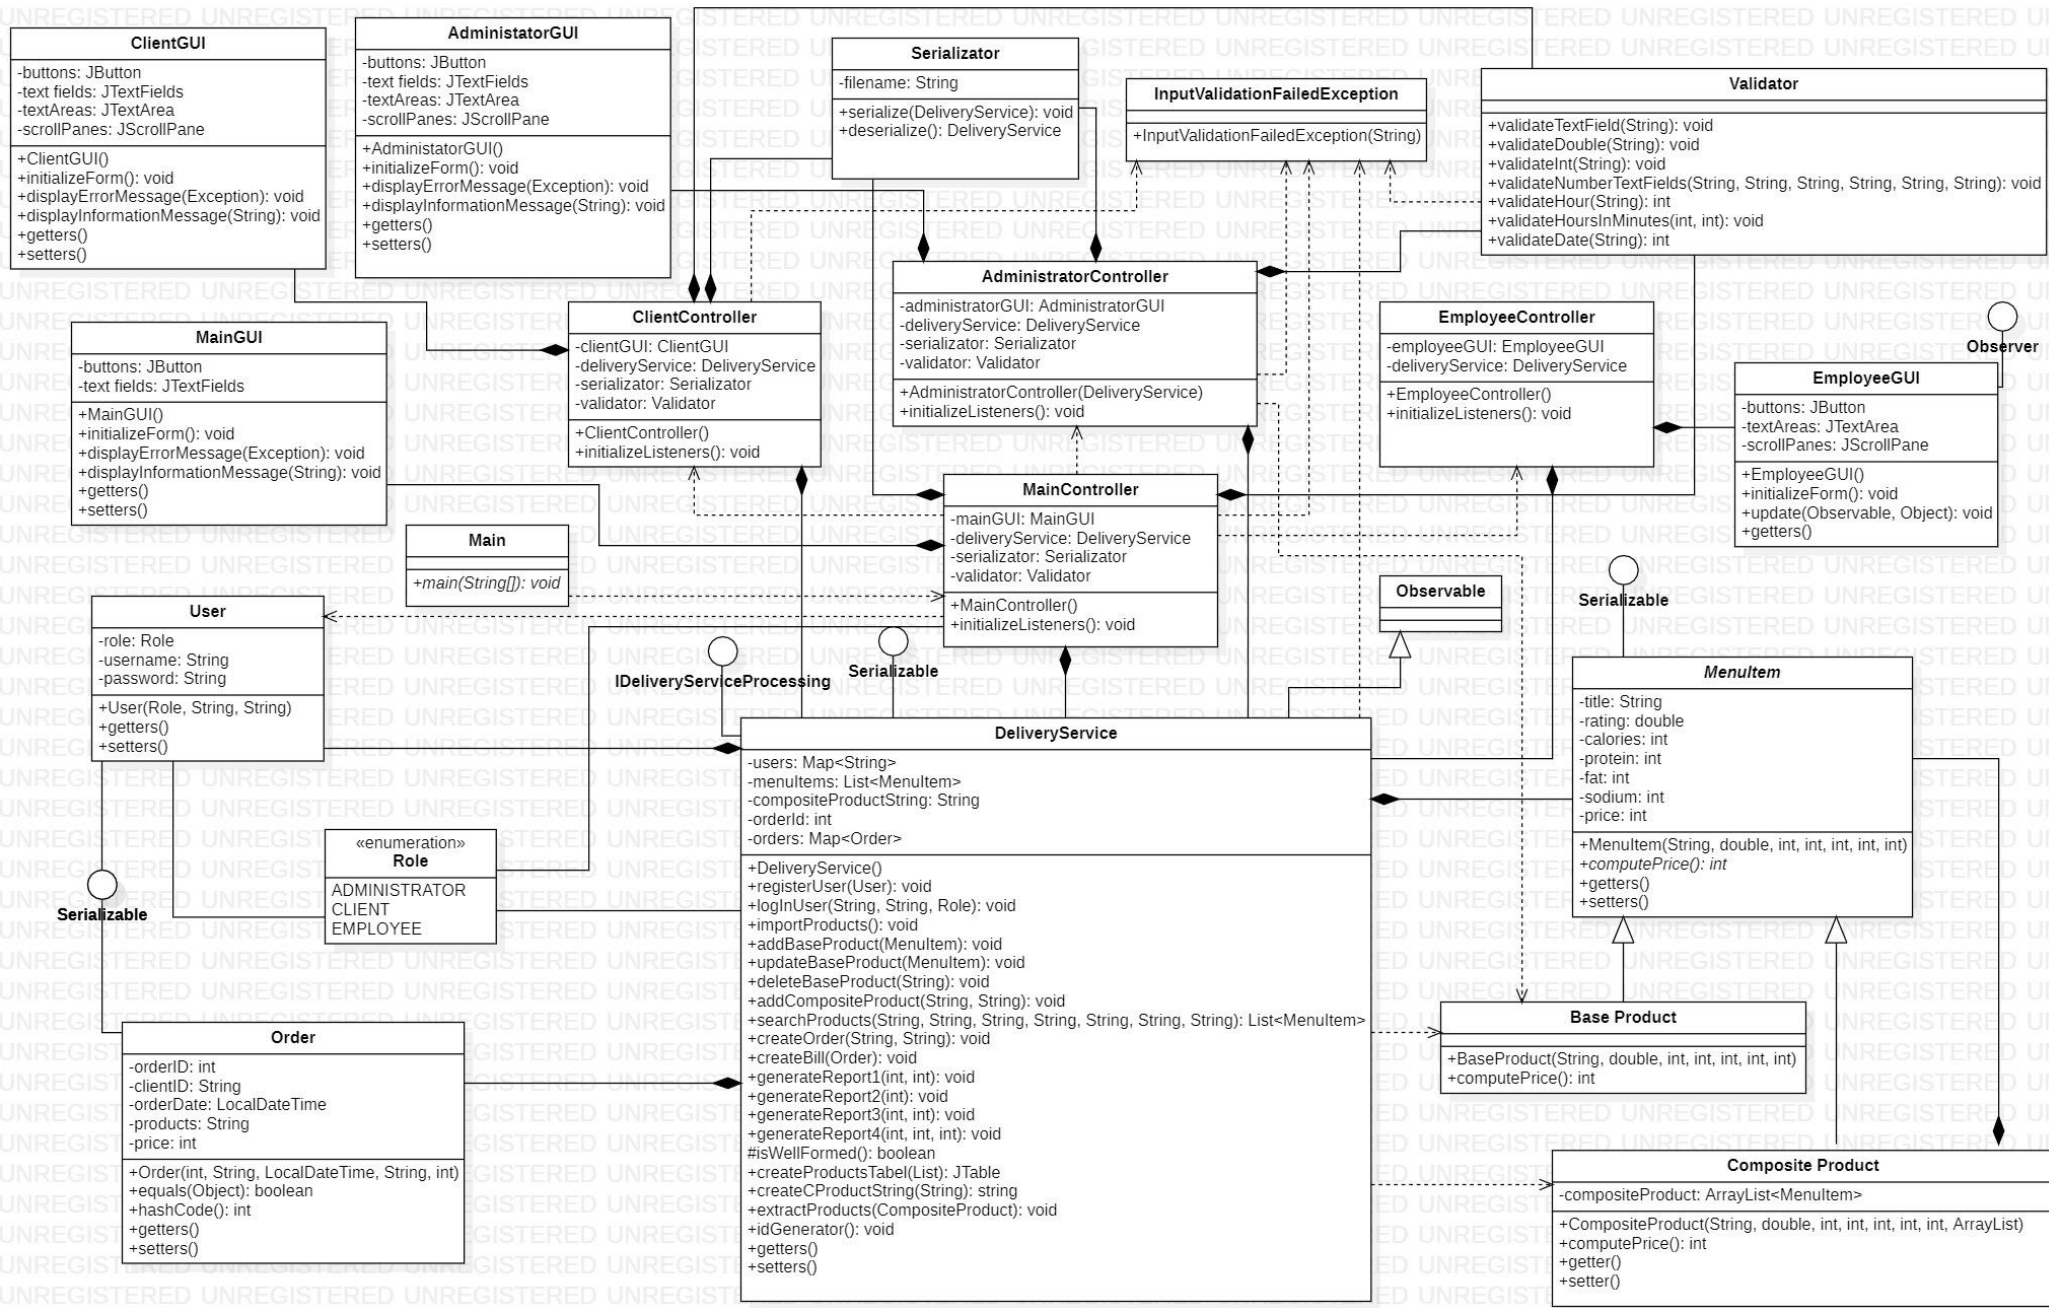 ClientGUI
-buttons: JButton
-text fields: JTextFields
-textAreas: JTextArea
-scrollPanes: JScrollPane
+ClientGUI()
+initializeForm(): void
+displayErrorMessage(Exception): void
+displayInformationMessage(String): void
+getters()
+setters()
AdministatorGUI
-buttons: JButton
-text fields: JTextFields
-textAreas: JTextArea
-scrollPanes: JScrollPane
+AdministatorGUI()
+initializeForm(): void
+displayErrorMessage(Exception): void
+displayInformationMessage(String): void
+getters()
+setters()
Serializator
-filename: String
+serialize(DeliveryService): void
+deserialize(): DeliveryService
InputValidationFailedException
+InputValidationFailedException(String)
Validator
+validateTextField(String): void
+validateDouble(String): void
+validateInt(String): void
+validateNumberTextFields(String, String, String, String, String, String): void
+validateHour(String): int
+validateHoursInMinutes(int, int): void
+validateDate(String): int
MainGUI
-buttons: JButton
-text fields: JTextFields
+MainGUI()
+initializeForm(): void
+displayErrorMessage(Exception): void
+displayInformationMessage(String): void
+getters()
+setters()
ClientController
-clientGUI: ClientGUI
-deliveryService: DeliveryService
-serializator: Serializator
-validator: Validator
+ClientController()
+initializeListeners(): void
AdministratorController
-administratorGUI: AdministratorGUI
-deliveryService: DeliveryService
-serializator: Serializator
-validator: Validator
+AdministratorController(DeliveryService)
+initializeListeners(): void
EmployeeController
-employeeGUI: EmployeeGUI
-deliveryService: DeliveryService
+EmployeeController()
+initializeListeners(): void
Observer
EmployeeGUI
-buttons: JButton
-textAreas: JTextArea
-scrollPanes: JScrollPane
+EmployeeGUI()
+initializeForm(): void
+update(Observable, Object): void
+getters()
Main
+main(String[]): void
MainController
-mainGUI: MainGUI
-deliveryService: DeliveryService
-serializator: Serializator
-validator: Validator
+MainController()
+initializeListeners(): void
Observable
Serializable
User
-role: Role
-username: String
-password: String
+User(Role, String, String)
+getters()
+setters()
IDeliveryServiceProcessing
Serializable
MenuItem
-title: String
-rating: double
-calories: int
-protein: int
-fat: int
-sodium: int
-price: int
+MenuItem(String, double, int, int, int, int, int)
+computePrice(): int
+getters()
+setters()
DeliveryService
-users: Map<String>
-menuItems: List<MenuItem>
-compositeProductString: String
-orderId: int
-orders: Map<Order>
+DeliveryService()
+registerUser(User): void
+logInUser(String, String, Role): void
+importProducts(): void
+addBaseProduct(MenuItem): void
+updateBaseProduct(MenuItem): void
+deleteBaseProduct(String): void
+addCompositeProduct(String, String): void
+searchProducts(String, String, String, String, String, String, String): List<MenuItem>
+createOrder(String, String): void
+createBill(Order): void
+generateReport1(int, int): void
+generateReport2(int): void
+generateReport3(int, int): void
+generateReport4(int, int, int): void
#isWellFormed(): boolean
+createProductsTabel(List): JTable
+createCProductString(String): string
+extractProducts(CompositeProduct): void
+idGenerator(): void
+getters()
+setters()
«enumeration»
Role
ADMINISTRATOR
CLIENT
EMPLOYEE
Serializable
Order
-orderID: int
-clientID: String
-orderDate: LocalDateTime
-products: String
-price: int
+Order(int, String, LocalDateTime, String, int)
+equals(Object): boolean
+hashCode(): int
+getters()
+setters()
Base Product
+BaseProduct(String, double, int, int, int, int, int)
+computePrice(): int
Composite Product
-compositeProduct: ArrayList<MenuItem>
+CompositeProduct(String, double, int, int, int, int, int, ArrayList)
+computePrice(): int
+getter()
+setter()
UNREGISTERED